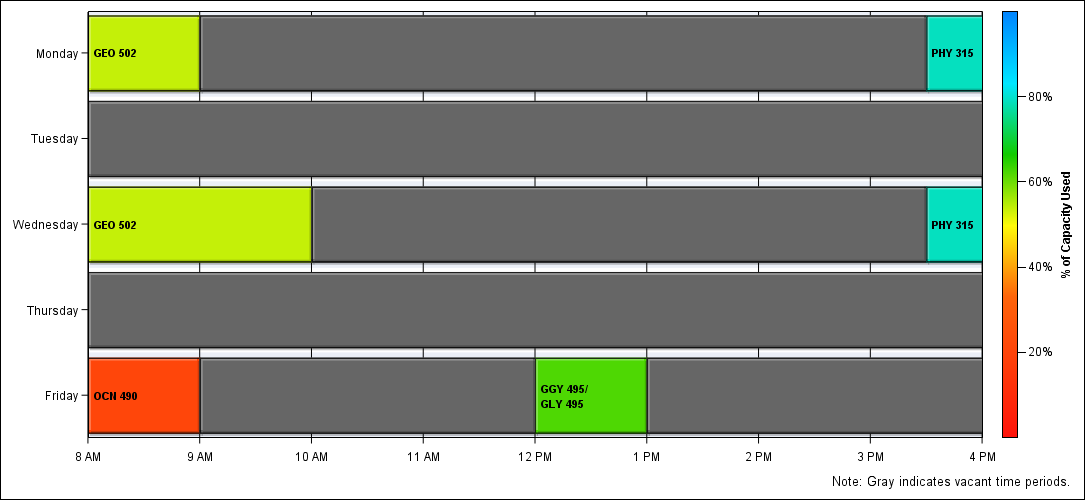 Monday
GEO 502
PHY 315
Tuesday
Wednesday
GEO 502
PHY 315
Thursday
Friday
OCN 490
GGY 495/
GLY 495
8 AM
9 AM
10 AM
11 AM
12 PM
1 PM
2 PM
3 PM
4 PM
80%
60%
40%
20%
% of Capacity Used
Note: Gray indicates vacant time periods.